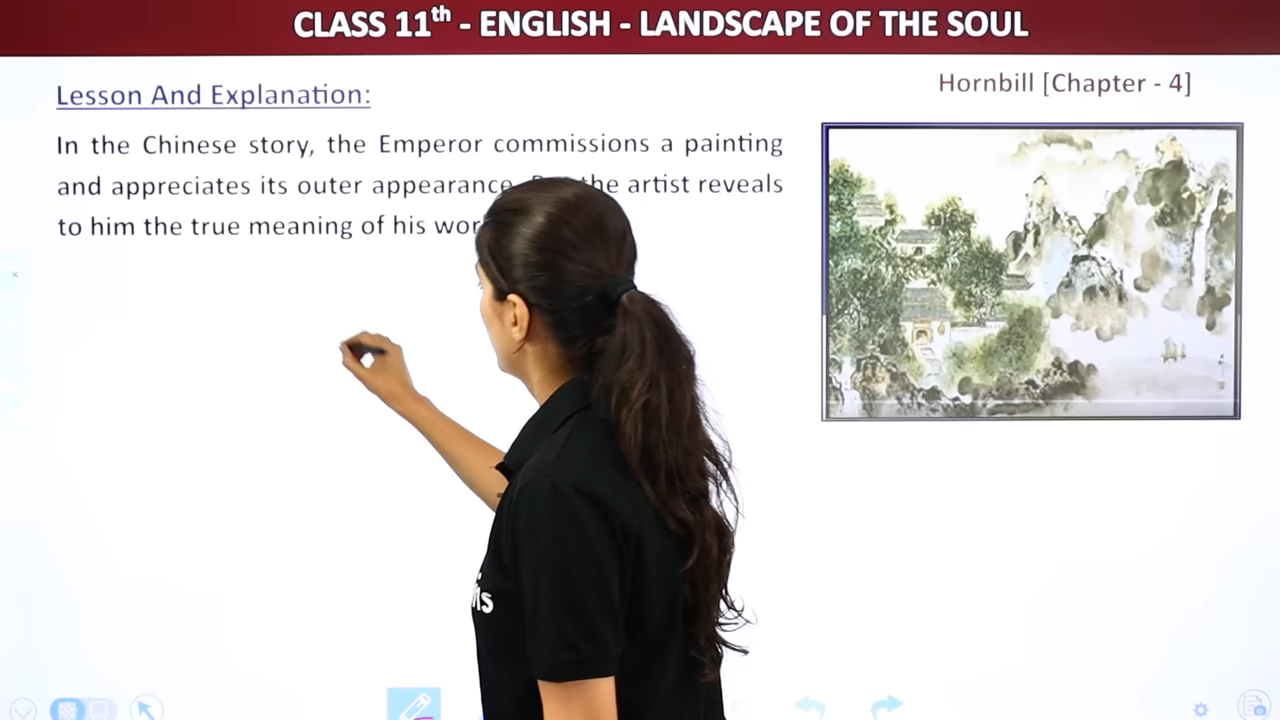 CLASS 11th - ENGLISH - LANDSCAPE OF THE SOUL
Hornbill [Chapter - 4]
Lesson And Explanation:
In the Chinese story, the Emperor commissions a painting
and appreciates its outer appearance. the artist reveals
to him the true meaning of his